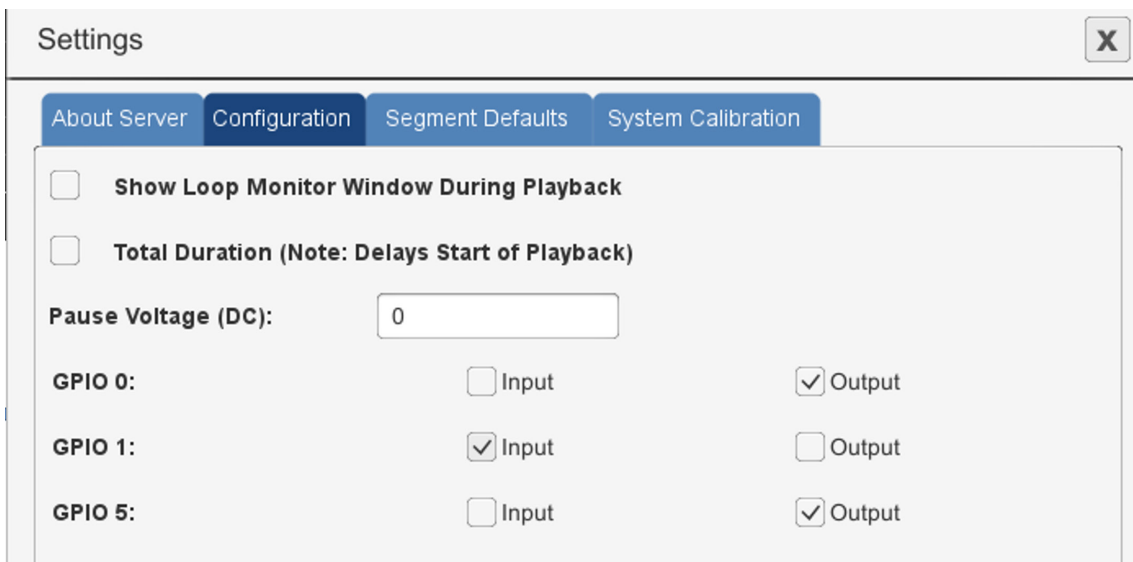 Settings
X
About Server Configuration Segment Defaults System Calibration
Show Loop Monitor Window During Playback
Total Duration (Note: Delays Start of Playback)
Pause Voltage (DC): 0
GPIO 0: Input Output
GPIO 1: Input Output
GPIO 5: Input Output